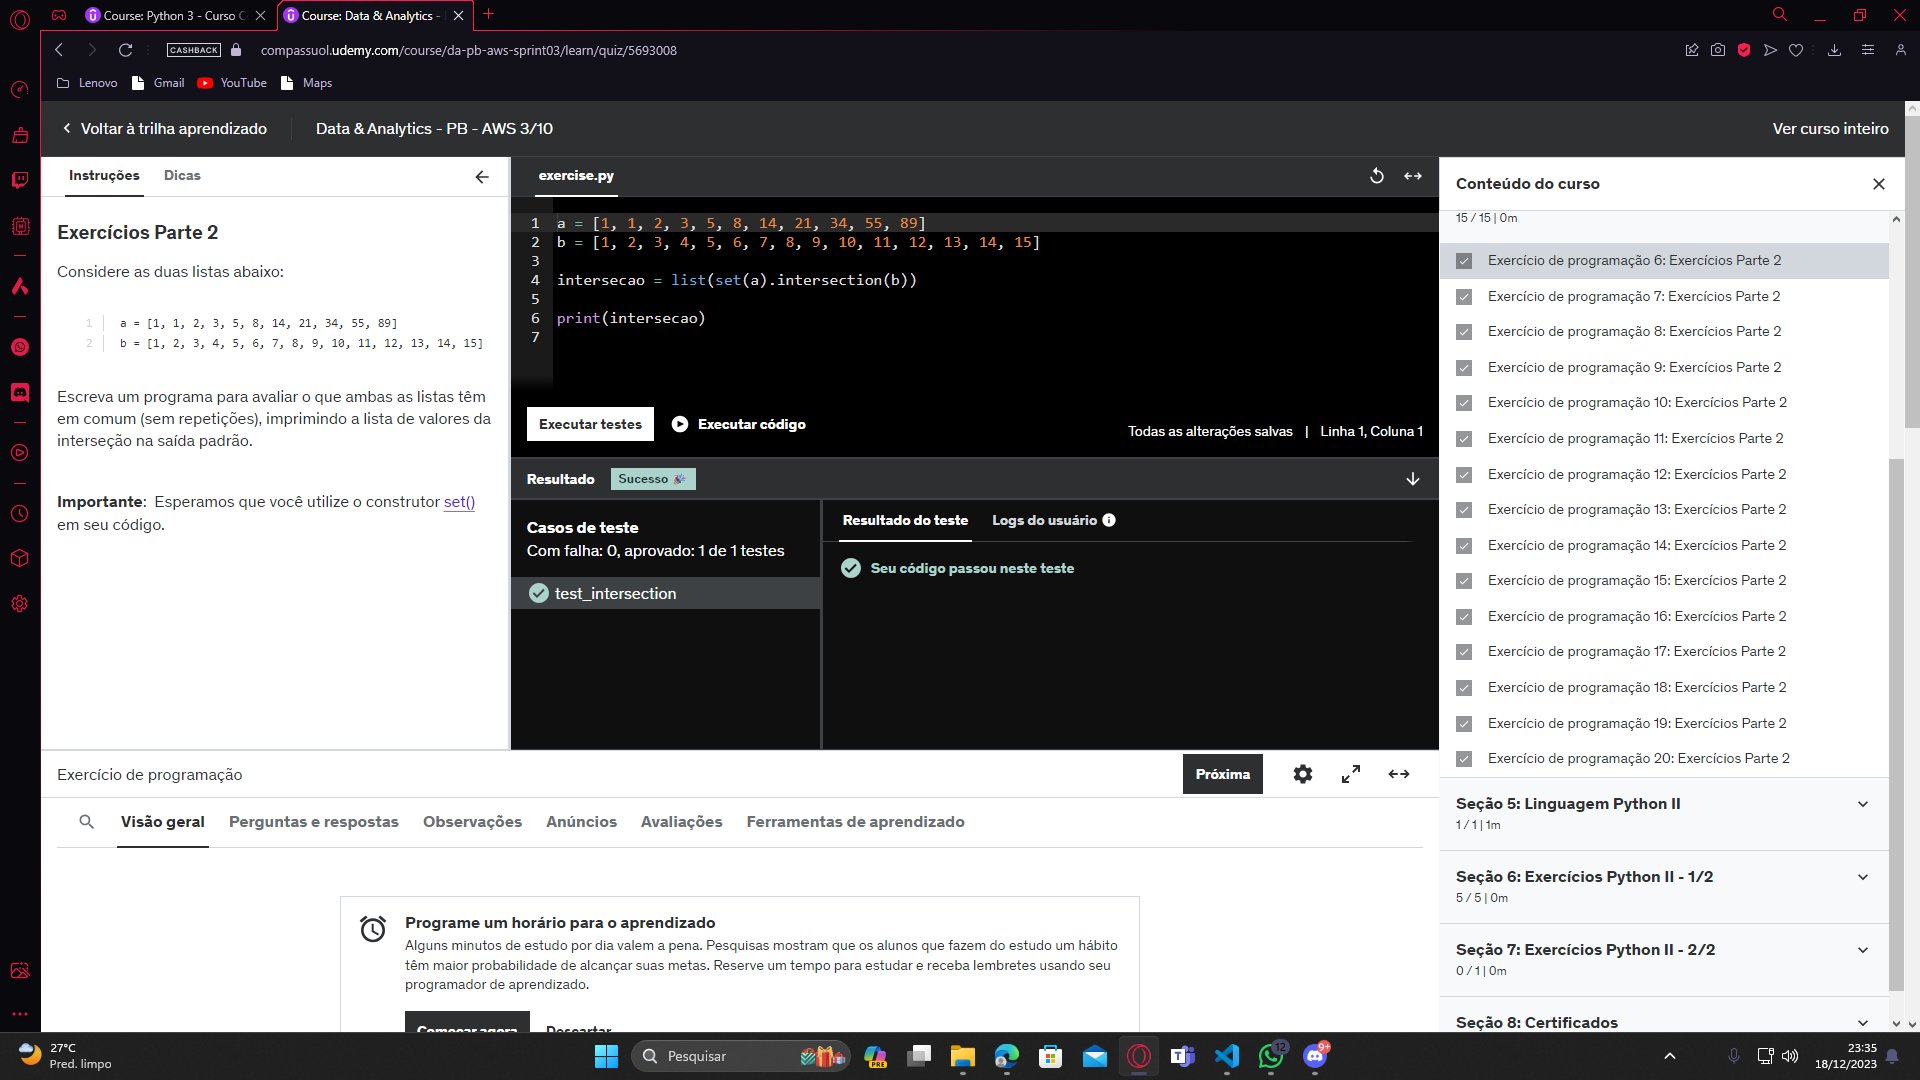 Course: Python 3 - Curso C
Course: Data & Analytics -
CASHBACK
compassuol.udemy.com/course/da-pb-aws-sprint03/learn/quiz/5693008
Lenovo
Gmail
YouTube
Maps
Voltar à trilha aprendizado
Data & Analytics - PB - AWS 3/10
Ver curso inteiro
Instruções
Dicas
Exercícios Parte 2
Considere as duas listas abaixo:
1 a = [1, 1, 2, 3, 5, 8, 14, 21, 34, 55, 89]
2 b = [1, 2, 3, 4, 5, 6, 7, 8, 9, 10, 11, 12, 13, 14, 15]
Escreva um programa para avaliar o que ambas as listas têm
em comum (sem repetições), imprimindo a lista de valores da
interseção na saída padrão.
Importante: Esperamos que você utilize o construtor set()
em seu código.
exercise.py
1 a = [1, 1, 2, 3, 5, 8, 14, 21, 34, 55, 89]
2 b = [1, 2, 3, 4, 5, 6, 7, 8, 9, 10, 11, 12, 13, 14, 15]
3
4 intersecao = list(set(a).intersection(b))
5
6 print(intersecao)
7
Executar testes
Executar código
Todas as alterações salvas | Linha 1, Coluna 1
Resultado
Sucesso
Casos de teste
Com falha: 0, aprovado: 1 de 1 testes
test_intersection
Resultado do teste
Logs do usuário
Seu código passou neste teste
Conteúdo do curso
15 / 15 | 0m
Exercício de programação 6: Exercícios Parte 2
Exercício de programação 7: Exercícios Parte 2
Exercício de programação 8: Exercícios Parte 2
Exercício de programação 9: Exercícios Parte 2
Exercício de programação 10: Exercícios Parte 2
Exercício de programação 11: Exercícios Parte 2
Exercício de programação 12: Exercícios Parte 2
Exercício de programação 13: Exercícios Parte 2
Exercício de programação 14: Exercícios Parte 2
Exercício de programação 15: Exercícios Parte 2
Exercício de programação 16: Exercícios Parte 2
Exercício de programação 17: Exercícios Parte 2
Exercício de programação 18: Exercícios Parte 2
Exercício de programação 19: Exercícios Parte 2
Exercício de programação 20: Exercícios Parte 2
Seção 5: Linguagem Python II
1 / 1 | 1m
Seção 6: Exercícios Python II - 1/2
5 / 5 | 0m
Seção 7: Exercícios Python II - 2/2
0 / 1 | 0m
Seção 8: Certificados
Exercício de programação
Próxima
Visão geral
Perguntas e respostas
Observações
Anúncios
Avaliações
Ferramentas de aprendizado
Programe um horário para o aprendizado
Alguns minutos de estudo por dia valem a pena. Pesquisas mostram que os alunos que fazem do estudo um hábito
têm maior probabilidade de alcançar suas metas. Reserve um tempo para estudar e receba lembretes usando seu
programador de aprendizado.
Começar agora
Descartar
27°C
Pred. limpo
Pesquisar
PRE
12
9+
23:35
18/12/2023